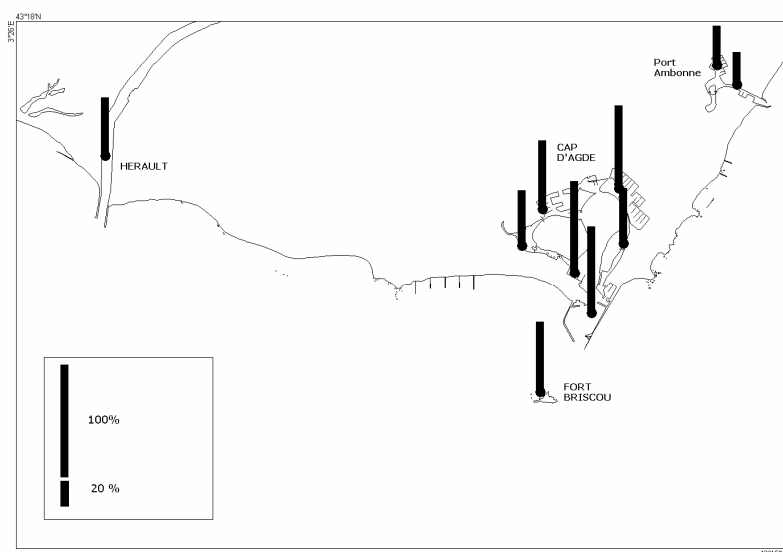 43°18'N
3°26'E
Port
Ambonne
CAP
D'AGDE
HERAULT
FORT
BRISCOU
100%
20 %